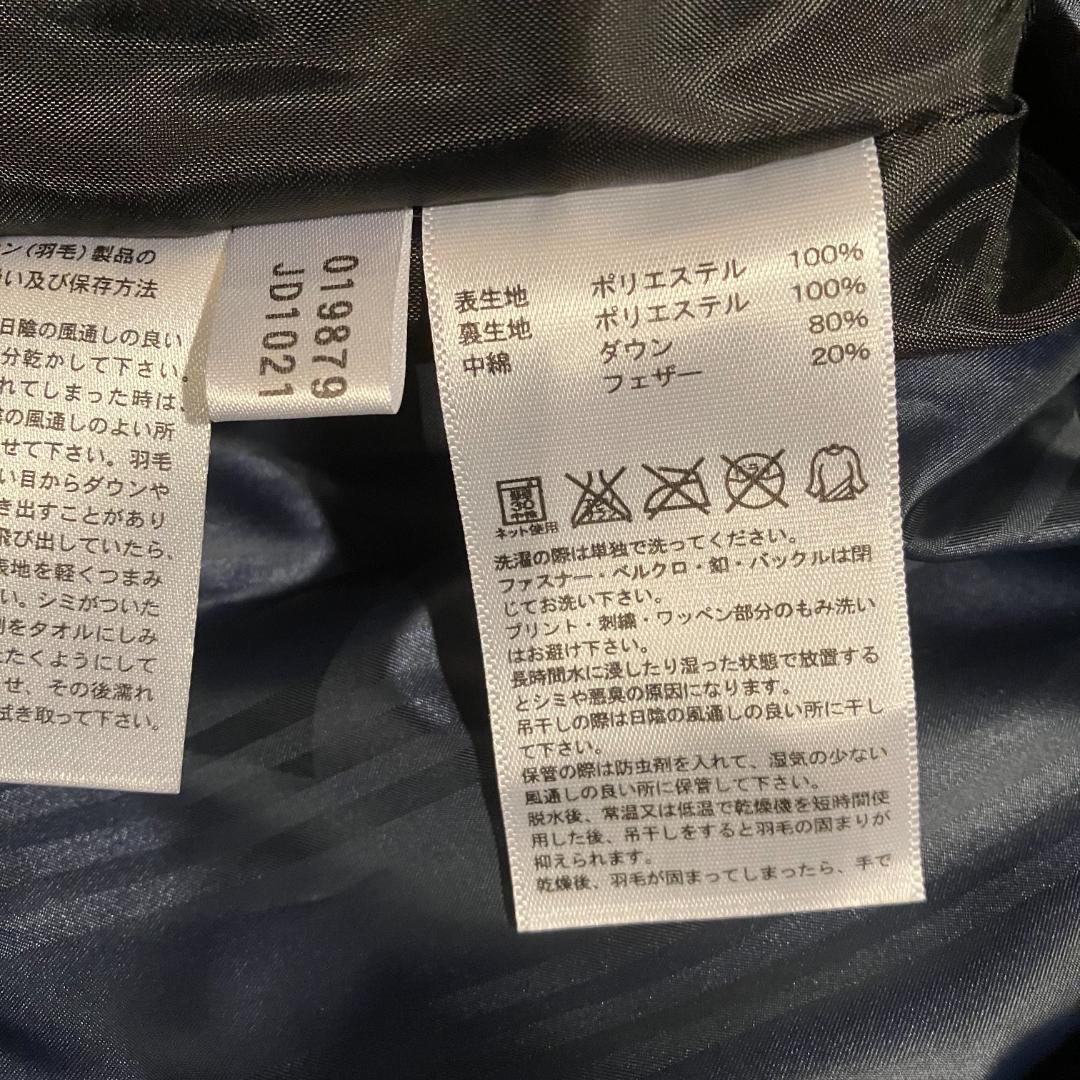 ン(羽毛)製品の
い及び保存方法
日陰の風通しの良い
分乾かして下さい。
れてしまった時は、
の風通しのよい所
せて下さい。羽毛
い目からダウンや
き出すことがあり
飛び出していたら、
表地を軽くつまみ
い。シミがついた
剤をタオルにしみ
たたくようにして
せ、その後濡れ
拭き取って下さい。
019879
JD1021
表生地 ポリエステル 100%
裏生地 ポリエステル 100%
中綿 ダウン 80%
フェザー 20%
弱
30
中性
エンソ
サラシ
ネット使用
洗濯の際は単独で洗ってください。
ファスナー・ベルクロ・釦・バックルは閉
じてお洗い下さい。
プリント・刺繍・ワッペン部分のもみ洗い
はお避け下さい。
長時間水に浸したり湿った状態で放置する
とシミや悪臭の原因になります。
吊干しの際は日陰の風通しの良い所に干し
て下さい。
保管の際は防虫剤を入れて、湿気の少ない
風通しの良い所に保管して下さい。
脱水後、常温又は低温で乾燥機を短時間使
用した後、吊干しをすると羽毛の固まりが
抑えられます。
乾燥後、羽毛が固まってしまったら、手で